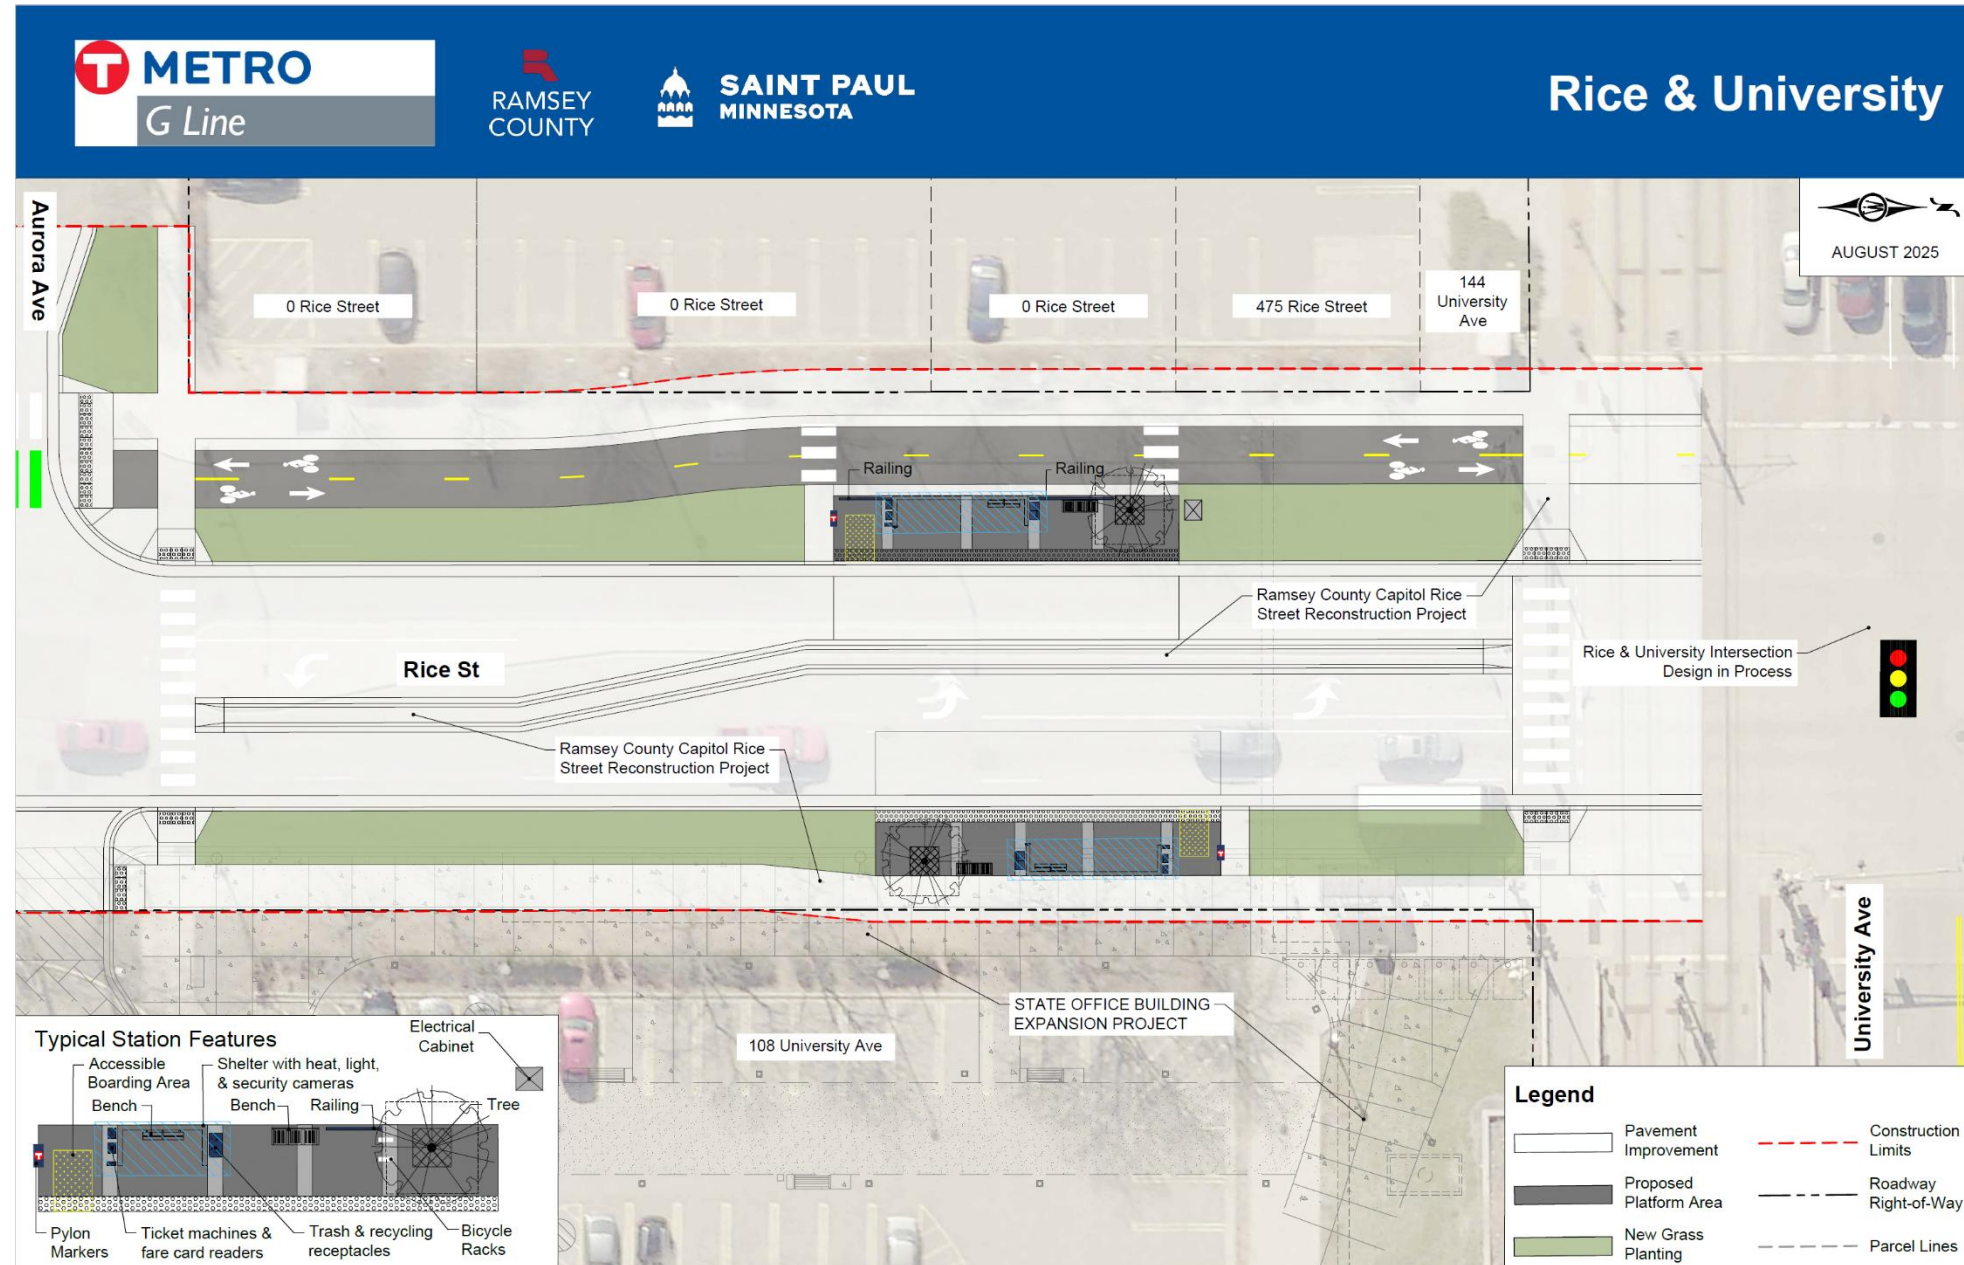 T METRO
G Line
RAMSEY
COUNTY
SAINT PAUL
MINNESOTA
Rice & University
Aurora Ave
AUGUST 2025
0 Rice Street
0 Rice Street
0 Rice Street
475 Rice Street
144
University
Ave
Railing
Railing
Ramsey County Capitol Rice
Street Reconstruction Project
Rice St
Rice & University Intersection
Design in Process
Ramsey County Capitol Rice
Street Reconstruction Project
University Ave
STATE OFFICE BUILDING
EXPANSION PROJECT
108 University Ave
Typical Station Features
Electrical
Cabinet
Accessible
Boarding Area
Shelter with heat, light,
& security cameras
Bench
Bench
Railing
Tree
Pylon
Markers
Ticket machines &
fare card readers
Trash & recycling
receptacles
Bicycle
Racks
Legend
Pavement
Improvement
Construction
Limits
Proposed
Platform Area
Roadway
Right-of-Way
New Grass
Planting
Parcel Lines